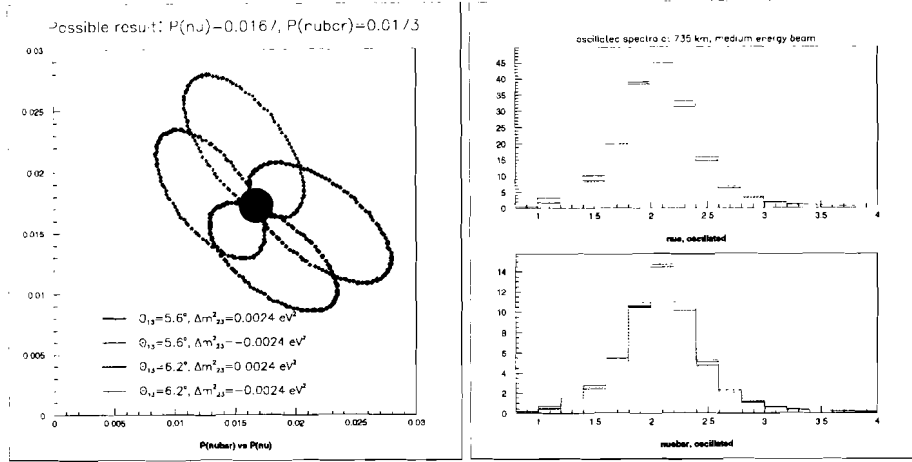 Possible result: P(nu)=0.0167, P(nubar)=0.0173
0.03
0.025
0.02
0.015
0.01
0.005
0
θ₁₃=5.6°, Δm²₂₃=0.0024 eV²
θ₁₃=5.6°, Δm²₂₃=−0.0024 eV²
θ₁₃=6.2°, Δm²₂₃=0.0024 eV²
θ₁₃=6.2°, Δm²₂₃=−0.0024 eV²
0 0.005 0.01 0.015 0.02 0.025 0.03
P(nubar) vs P(nu)
oscillated spectra at 735 km, medium energy beam
45
40
35
30
25
20
15
10
5
0
1 1.5 2 2.5 3 3.5 4
nue, oscillated
14
12
10
8
6
4
2
0
1 1.5 2 2.5 3 3.5 4
nuebar, oscillated